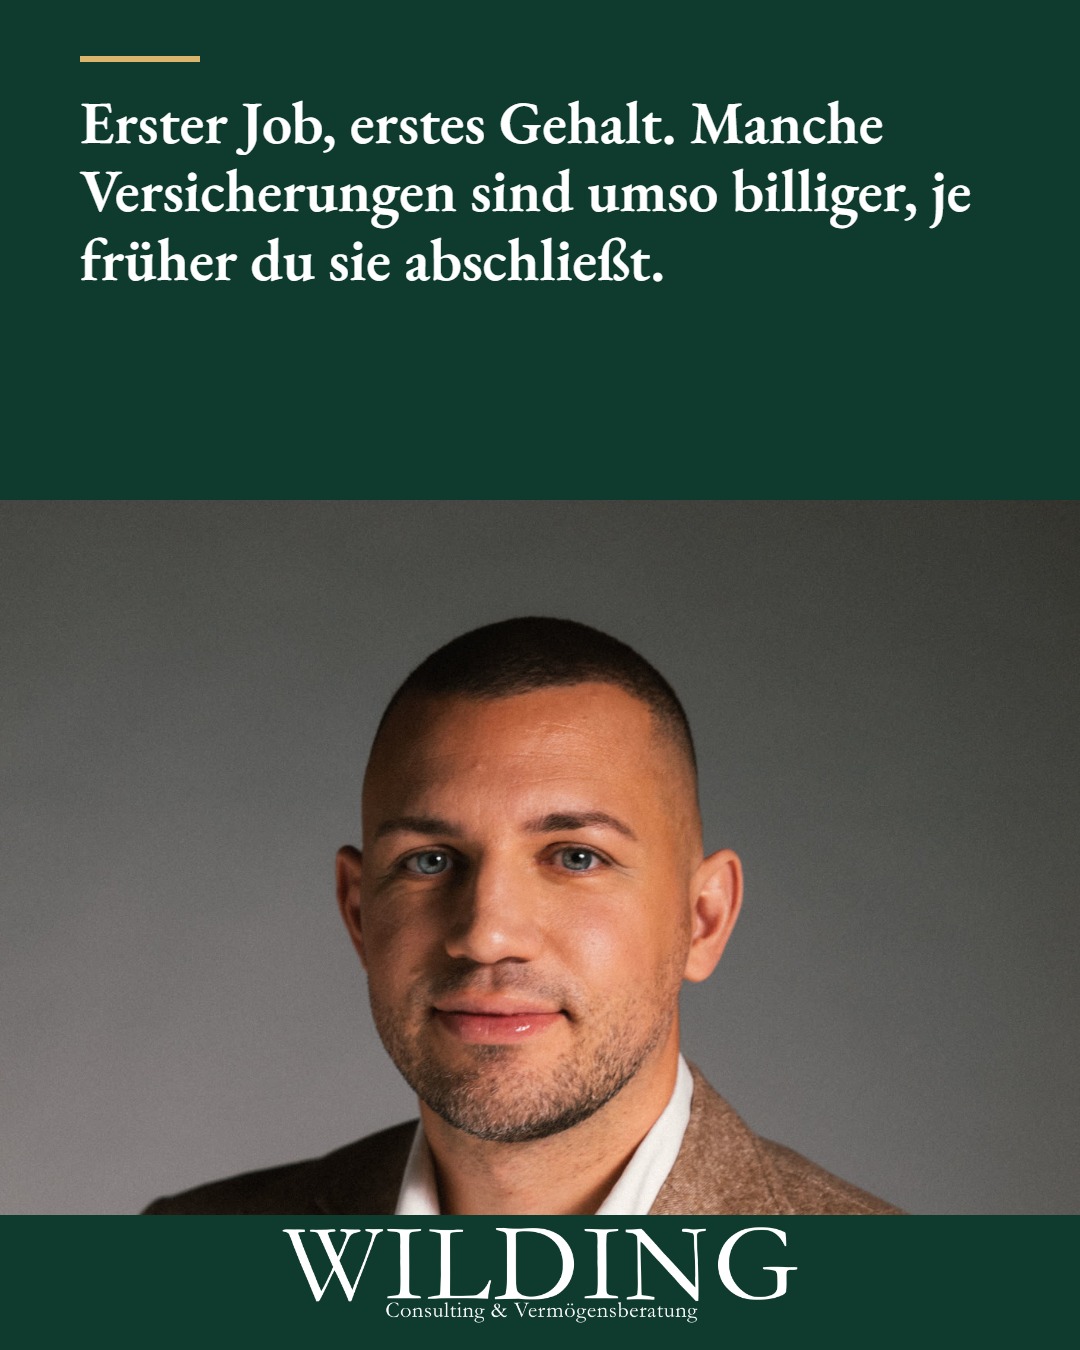 Erster Job, erstes Gehalt. Manche
Versicherungen sind umso billiger, je
früher du sie abschließt.
WILDING
Consulting & Vermögensberatung